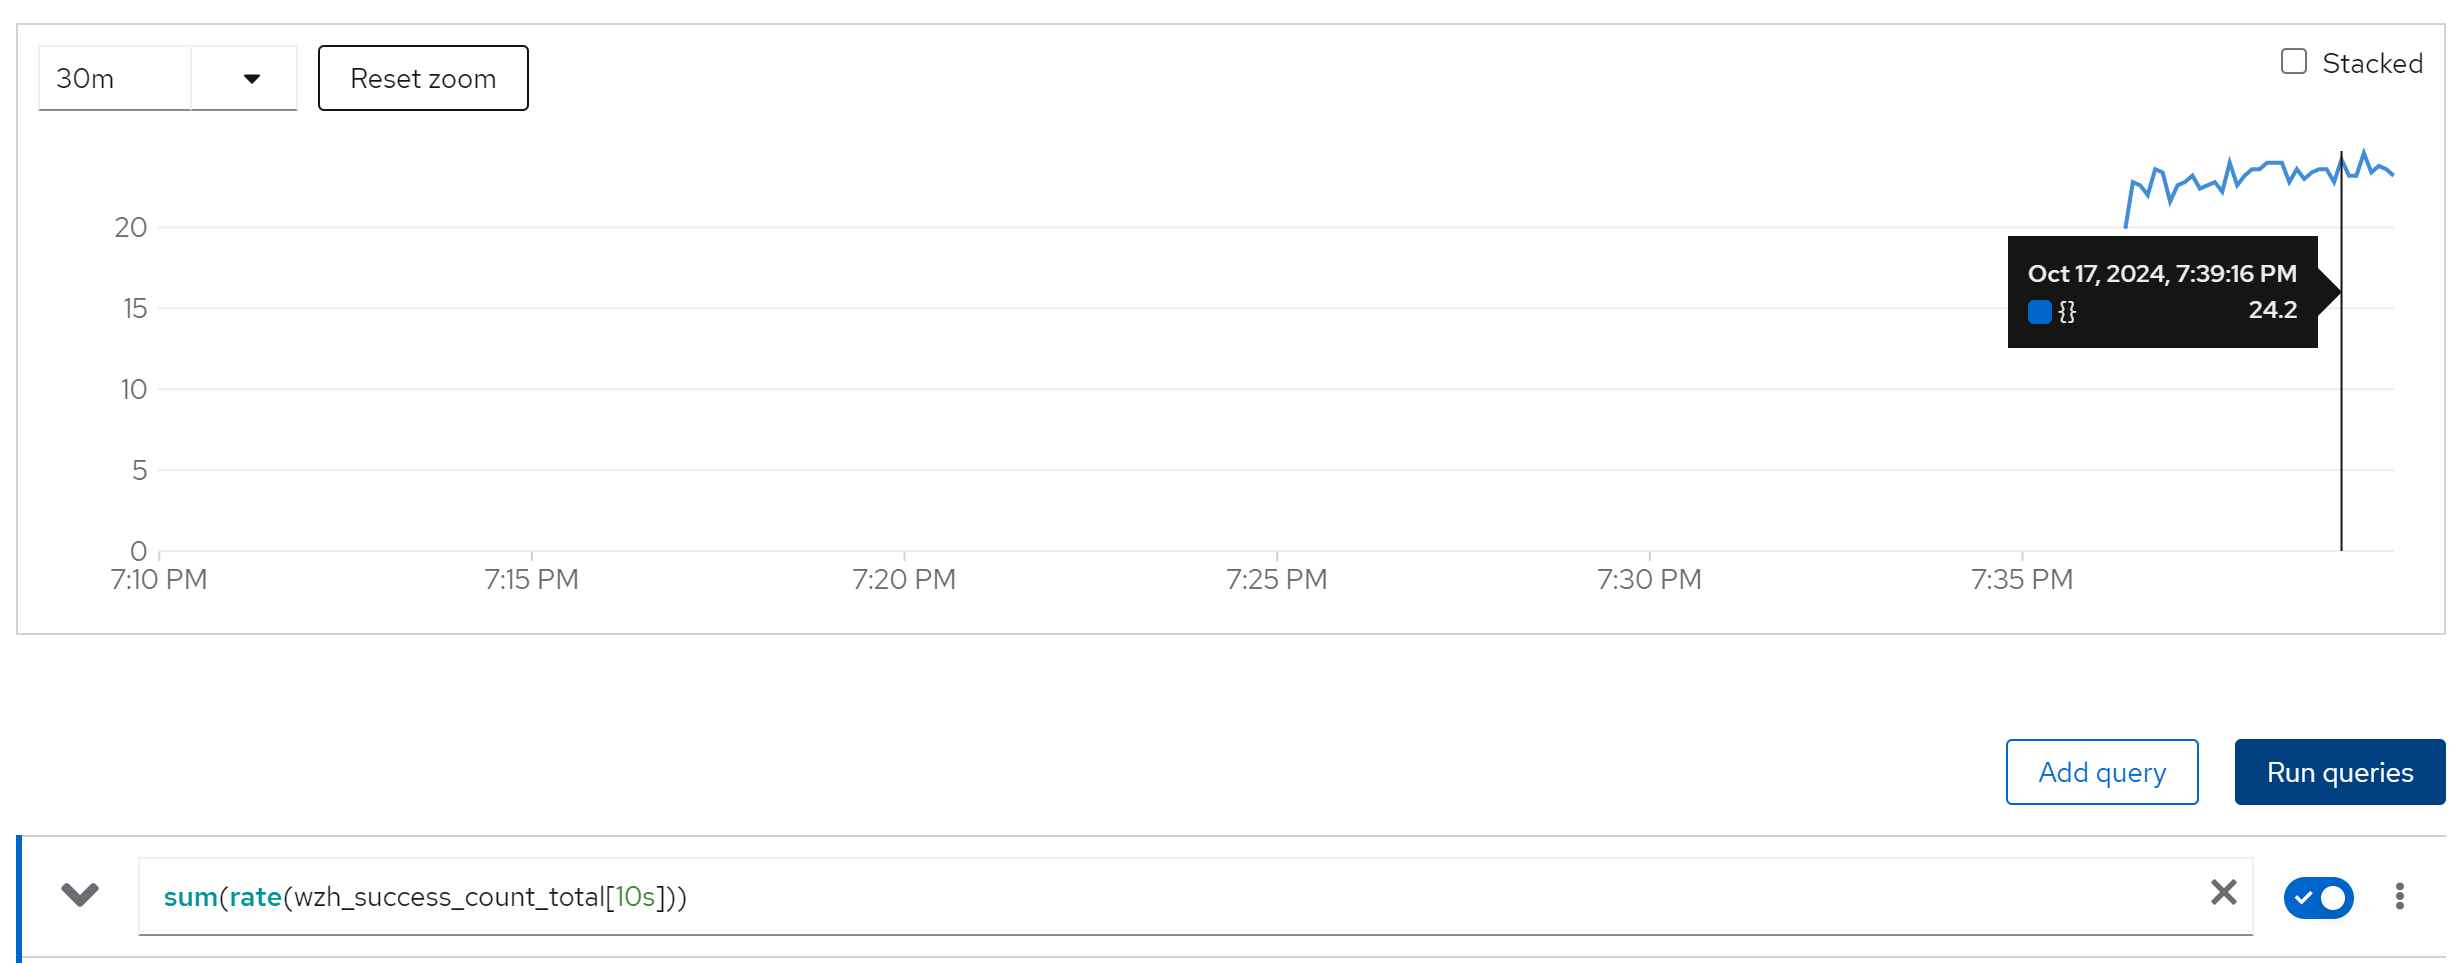 30m
Reset zoom
Stacked
20
15
10
5
0
Oct 17, 2024, 7:39:16 PM
{} 24.2
7:10 PM 7:15 PM 7:20 PM 7:25 PM 7:30 PM 7:35 PM
Add query
Run queries
sum(rate(wzh_success_count_total[10s]))